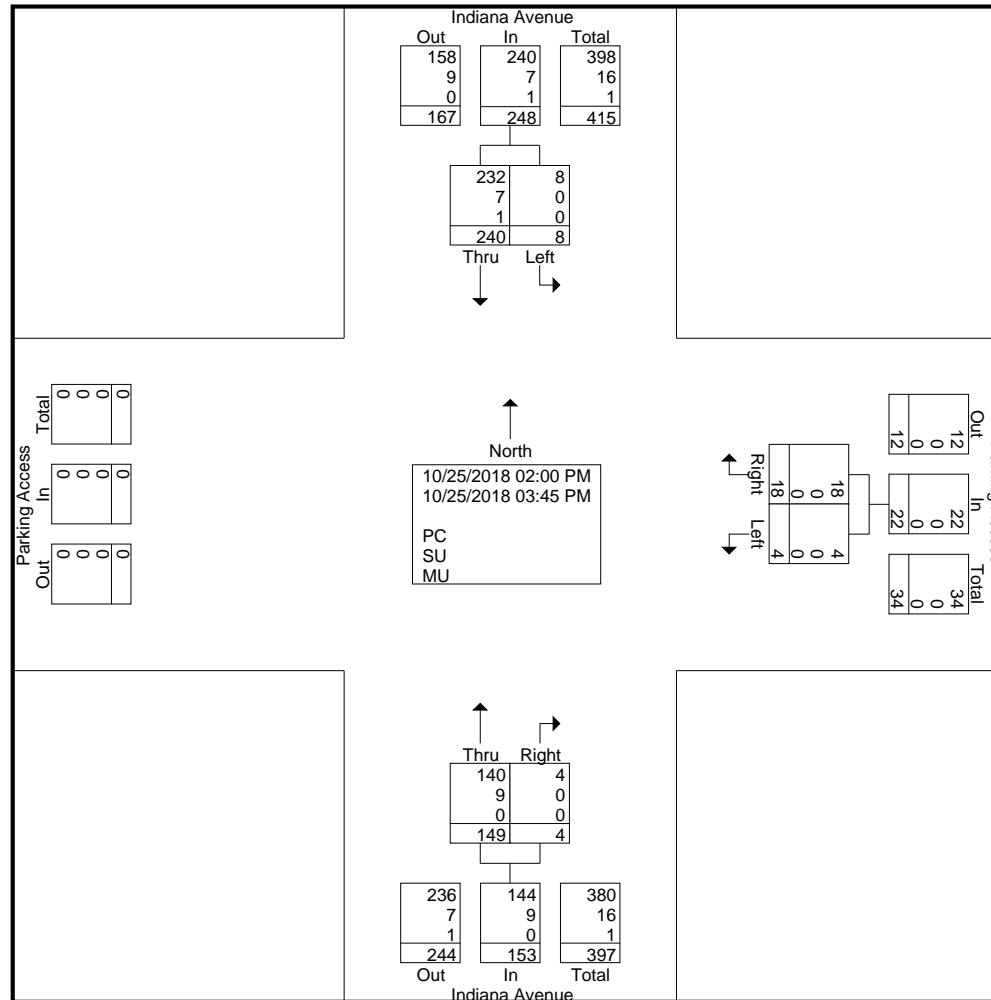 Indiana Avenue
Out In Total
158 240 398
9 7 16
0 1 1
167 248 415
232 8
7 0
1 0
240 8
Thru Left
Parking Access
Total In Out
0 0 0
0 0 0
0 0 0
0 0 0
North
10/25/2018 02:00 PM
10/25/2018 03:45 PM
PC
SU
MU
Right Left
18 4
0 0
0 0
18 4
Out In Total
12 22 34
0 0 0
0 0 0
12 22 34
Thru Right
140 4
9 0
0 0
149 4
236 144 380
7 9 16
1 0 1
244 153 397
Out In Total
Indiana Avenue